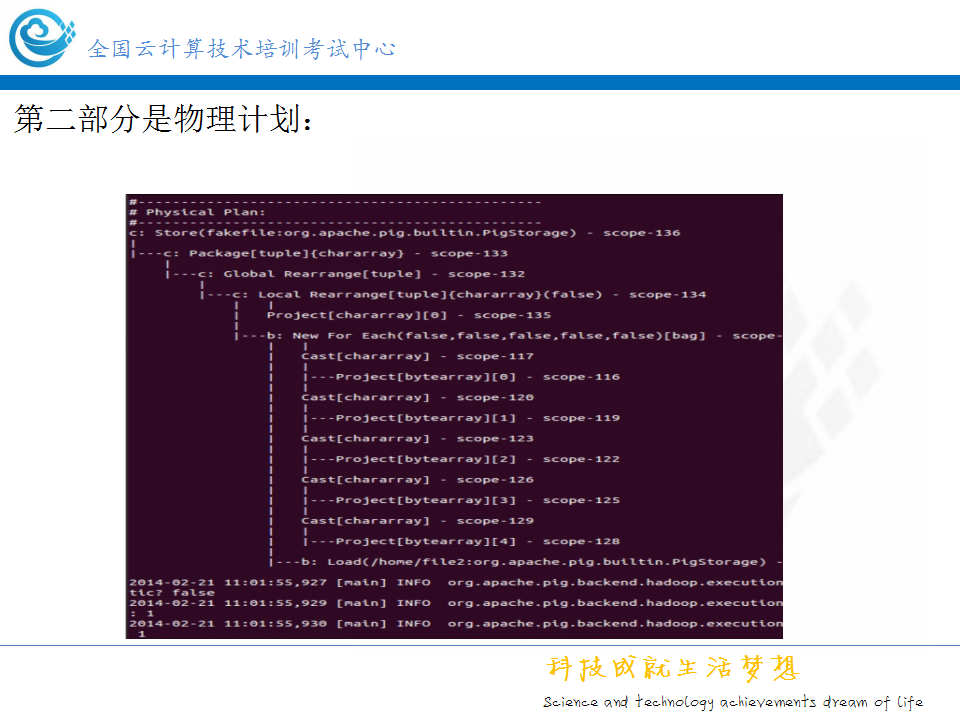 全国云计算技术培训考试中心
第二部分是物理计划：
#--------------------------------------------------
# Physical Plan:
#--------------------------------------------------
c: Store(fakefile:org.apache.pig.builtin.PigStorage) - scope-136
|
|---c: Package[tuple]{chararray} - scope-133
    |
    |---c: Global Rearrange[tuple] - scope-132
        |
        |---c: Local Rearrange[tuple]{chararray}(false) - scope-134
            |   |
            |   Project[chararray][0] - scope-135
            |
            |---b: New For Each(false,false,false,false,false)[bag] - scope-
                |   |
                |   Cast[chararray] - scope-117
                |   |
                |   |---Project[bytearray][0] - scope-116
                |   |
                |   Cast[chararray] - scope-120
                |   |
                |   |---Project[bytearray][1] - scope-119
                |   |
                |   Cast[chararray] - scope-123
                |   |
                |   |---Project[bytearray][2] - scope-122
                |   |
                |   Cast[chararray] - scope-126
                |   |
                |   |---Project[bytearray][3] - scope-125
                |   |
                |   Cast[chararray] - scope-129
                |   |
                |   |---Project[bytearray][4] - scope-128
                |
                |---b: Load(/home/file2:org.apache.pig.builtin.PigStorage) -
2014-02-21 11:01:55,927 [main] INFO  org.apache.pig.backend.hadoop.execution
tic? false
2014-02-21 11:01:55,929 [main] INFO  org.apache.pig.backend.hadoop.execution
: 1
2014-02-21 11:01:55,930 [main] INFO  org.apache.pig.backend.hadoop.execution
 1
科技成就生活梦想
Science and technology achievements dream of life